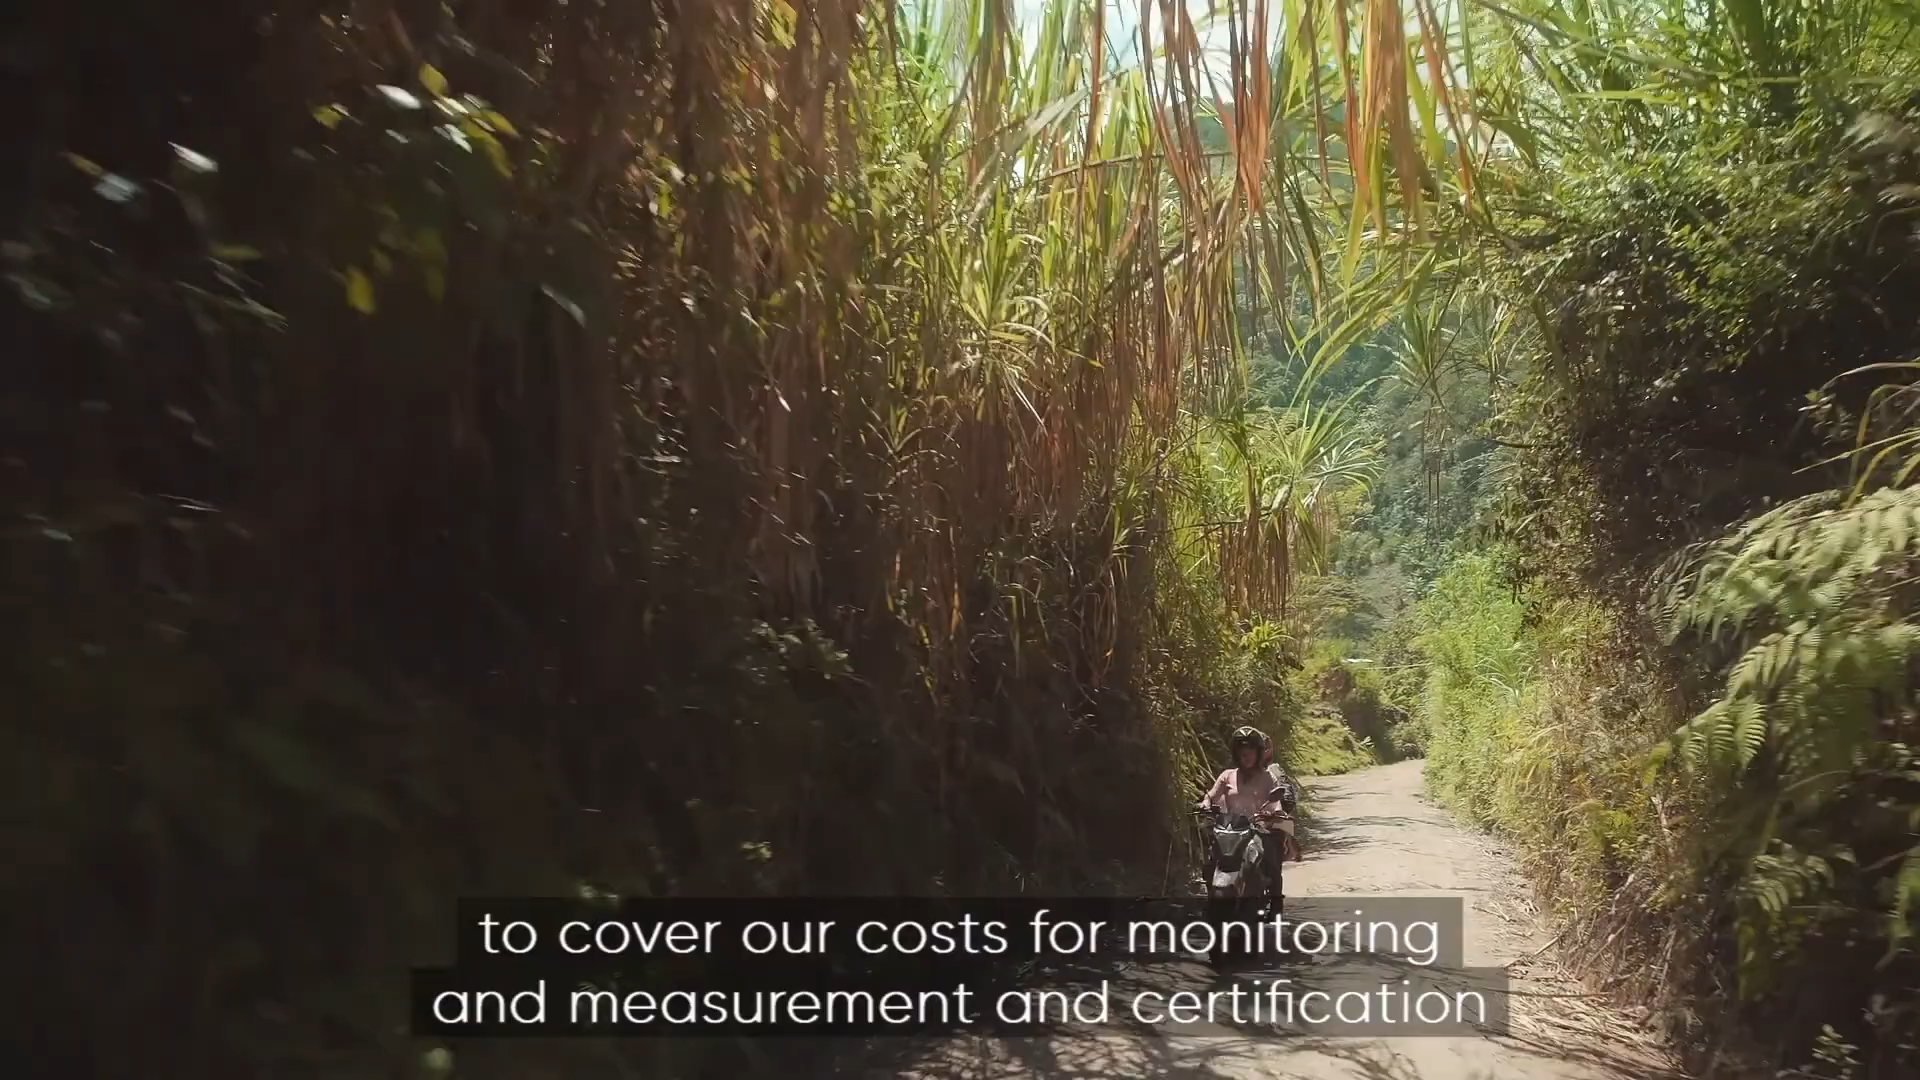 to cover our costs for monitoring
and measurement and certification